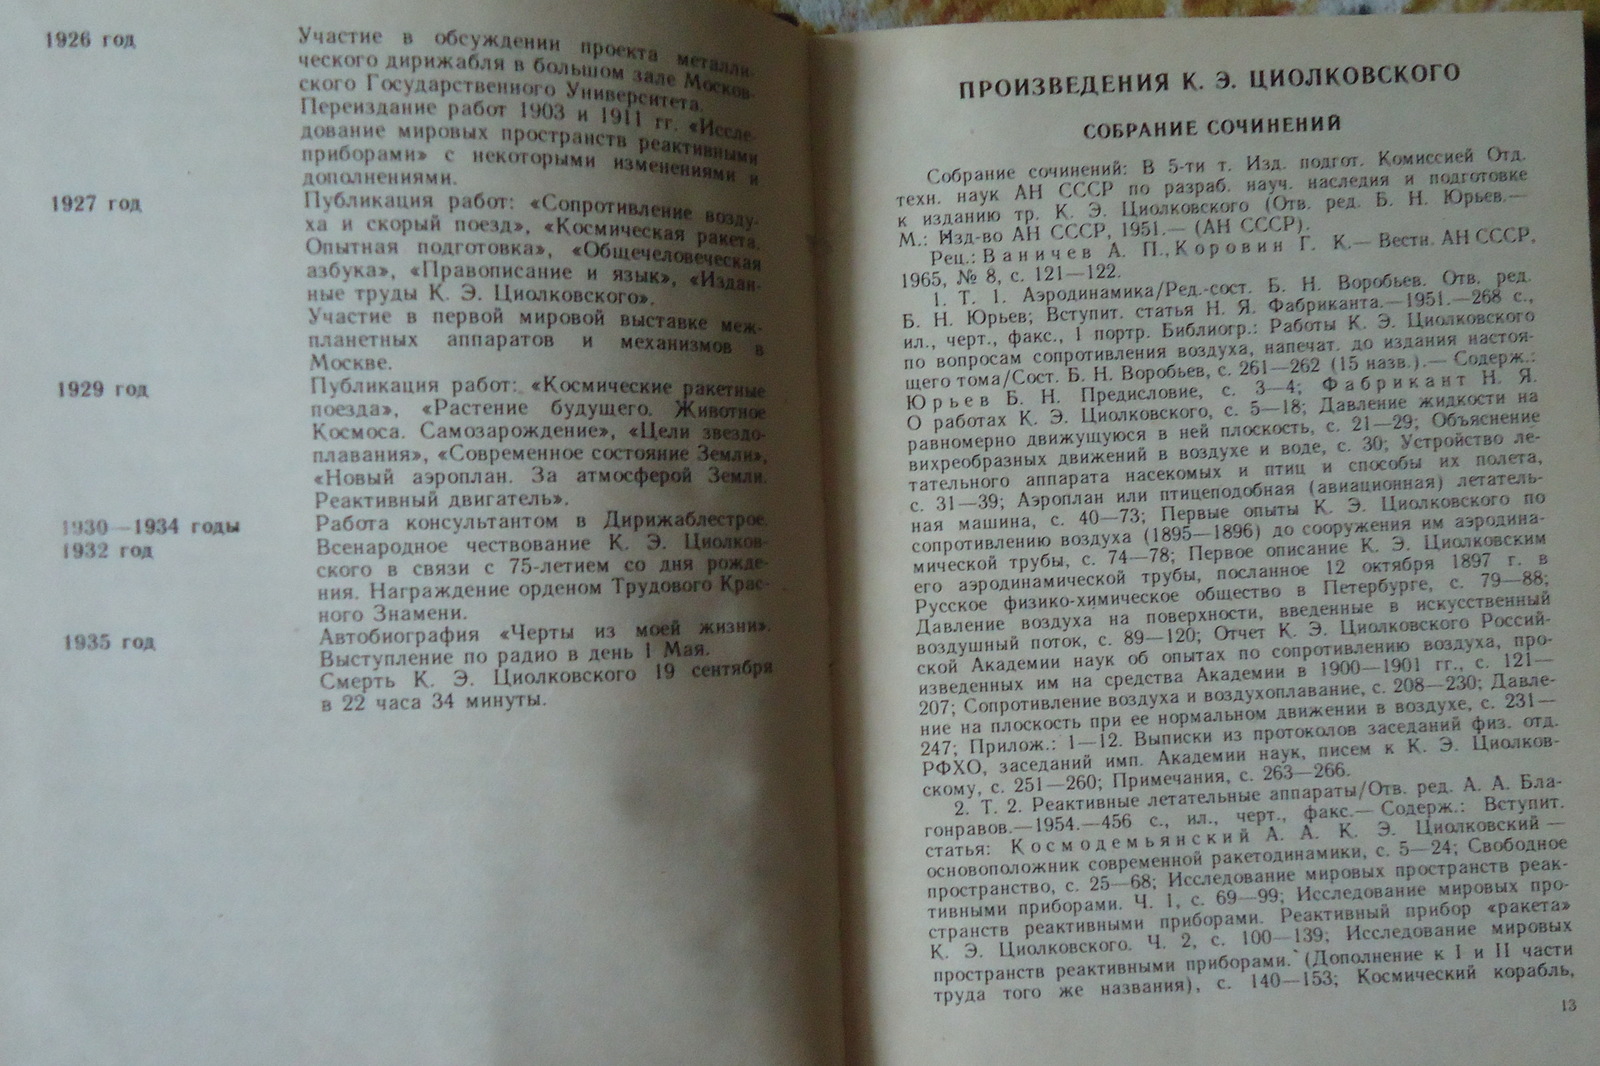 1926 год
Участие в обсуждении проекта металли-
ческого дирижабля в большом зале Москов-
ского Государственного Университета.
Переиздание работ 1903 и 1911 гг. «Иссле-
дование мировых пространств реактивными
приборами» с некоторыми изменениями и
дополнениями.
1927 год
Публикация работ: «Сопротивление возду-
ха и скорый поезд», «Космическая ракета.
Опытная подготовка», «Общечеловеческая
азбука», «Правописание и язык», «Издан-
ные труды К. Э. Циолковского».
Участие в первой мировой выставке меж-
планетных аппаратов и механизмов в
Москве.
1929 год
Публикация работ: «Космические ракетные
поезда», «Растение будущего. Животное
Космоса. Самозарождение», «Цели звездо-
плавания», «Современное состояние Земли»,
«Новый аэроплан. За атмосферой Земли.
Реактивный двигатель».
1930—1934 годы
Работа консультантом в Дирижаблестрое.
1932 год
Всенародное чествование К. Э. Циолков-
ского в связи с 75-летием со дня рожде-
ния. Награждение орденом Трудового Крас-
ного Знамени.
1935 год
Автобиография «Черты из моей жизни».
Выступление по радио в день 1 Мая.
Смерть К. Э. Циолковского 19 сентября
в 22 часа 34 минуты.
ПРОИЗВЕДЕНИЯ К. Э. ЦИОЛКОВСКОГО
СОБРАНИЕ СОЧИНЕНИЙ
Собрание сочинений: В 5-ти т. Изд. подгот. Комиссией Отд.
техн. наук АН СССР по разраб. науч. наследия и подготовке
к изданию тр. К. Э. Циолковского (Отв. ред. Б. Н. Юрьев.—
М.: Изд-во АН СССР, 1951.— (АН СССР).
Рец.: Ваничев А. П., Коровин Г. К.— Вестн. АН СССР,
1965, № 8, с. 121—122.
1. Т. 1. Аэродинамика/Ред.-сост. Б. Н. Воробьев. Отв. ред.
Б. Н. Юрьев; Вступит. статья Н. Я. Фабриканта.—1951.—268 с.,
ил., черт., факс., 1 портр. Библиогр.: Работы К. Э. Циолковского
по вопросам сопротивления воздуха, напечат. до издания настоя-
щего тома/Сост. Б. Н. Воробьев, с. 261—262 (15 назв.).— Содерж.:
Юрьев Б. Н. Предисловие, с. 3—4; Фабрикант Н. Я.
О работах К. Э. Циолковского, с. 5—18; Давление жидкости на
равномерно движущуюся в ней плоскость, с. 21—29; Объяснение
вихреобразных движений в воздухе и воде, с. 30; Устройство ле-
тательного аппарата насекомых и птиц и способы их полета,
с. 31—39; Аэроплан или птицеподобная (авиационная) летатель-
ная машина, с. 40—73; Первые опыты К. Э. Циолковского по
сопротивлению воздуха (1895—1896) до сооружения им аэродина-
мической трубы, с. 74—78; Первое описание К. Э. Циолковским
его аэродинамической трубы, посланное 12 октября 1897 г. в
Русское физико-химическое общество в Петербурге, с. 79—88;
Давление воздуха на поверхности, введенные в искусственный
воздушный поток, с. 89—120; Отчет К. Э. Циолковского Россий-
ской Академии наук об опытах по сопротивлению воздуха, про-
изведенных им на средства Академии в 1900—1901 гг., с. 121—
207; Сопротивление воздуха и воздухоплавание, с. 208—230; Давле-
ние на плоскость при ее нормальном движении в воздухе, с. 231—
247; Прилож.: 1—12. Выписки из протоколов заседаний физ. отд.
РФХО, заседаний имп. Академии наук, писем к К. Э. Циолков-
скому, с. 251—260; Примечания, с. 263—266.
2. Т. 2. Реактивные летательные аппараты/Отв. ред. А. А. Бла-
гонравов.—1954.—456 с., ил., черт., факс.— Содерж.: Вступит.
статья: Космодемьянский А. А. К. Э. Циолковский —
основоположник современной ракетодинамики, с. 5—24; Свободное
пространство, с. 25—68; Исследование мировых пространств реак-
тивными приборами. Ч. 1, с. 69—99; Исследование мировых про-
странств реактивными приборами. Реактивный прибор «ракета»
К. Э. Циолковского. Ч. 2, с. 100—139; Исследование мировых
пространств реактивными приборами. (Дополнение к I и II части
труда того же названия), с. 140—153; Космический корабль,
13